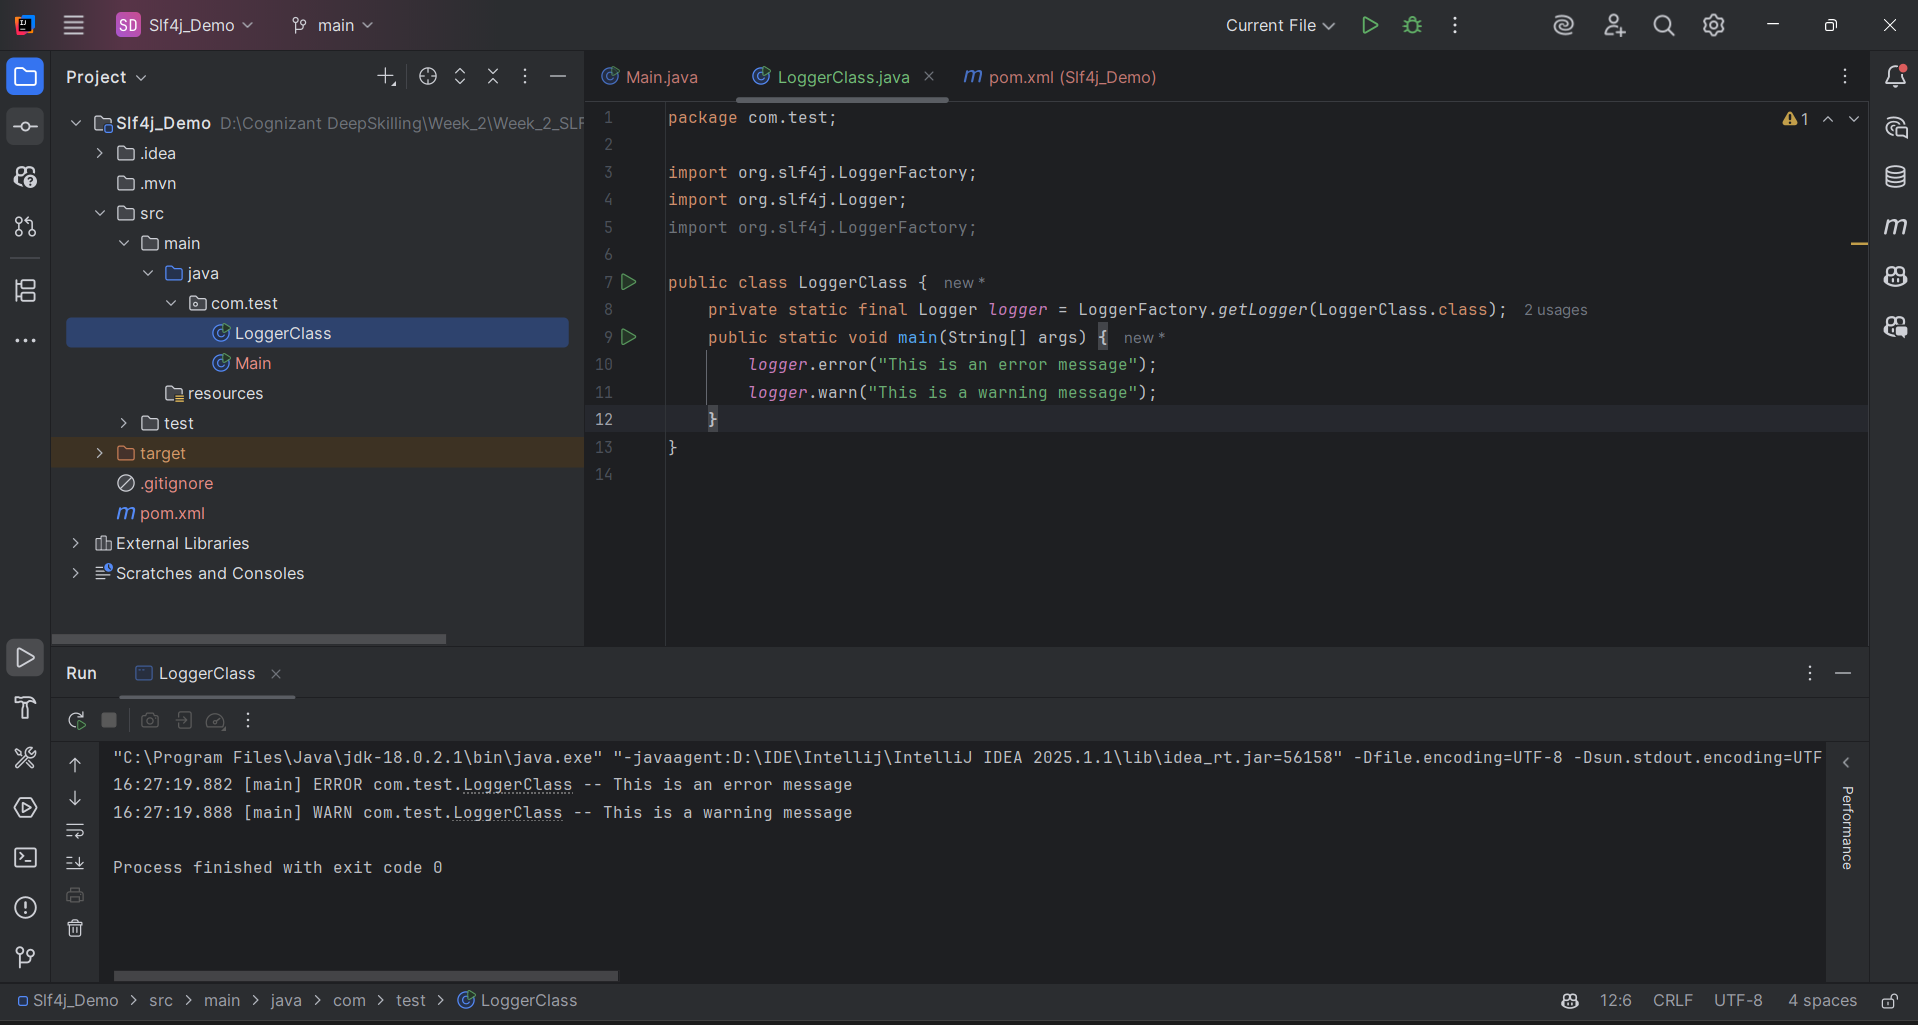 SD Slf4j_Demo main Current File
Project
Main.java LoggerClass.java pom.xml (Slf4j_Demo)
Slf4j_Demo D:\Cognizant DeepSkilling\Week_2\Week_2_SLF
.idea
.mvn
src
main
java
com.test
LoggerClass
Main
resources
test
target
.gitignore
m pom.xml
External Libraries
Scratches and Consoles
1 package com.test;
2
3 import org.slf4j.LoggerFactory;
4 import org.slf4j.Logger;
5 import org.slf4j.LoggerFactory;
6
7 public class LoggerClass { new *
8 private static final Logger logger = LoggerFactory.getLogger(LoggerClass.class); 2 usages
9 public static void main(String[] args) { new *
10 logger.error("This is an error message");
11 logger.warn("This is a warning message");
12 }
13 }
14
1
Run LoggerClass
"C:\Program Files\Java\jdk-18.0.2.1\bin\java.exe" "-javaagent:D:\IDE\Intellij\IntelliJ IDEA 2025.1.1\lib\idea_rt.jar=56158" -Dfile.encoding=UTF-8 -Dsun.stdout.encoding=UTF
16:27:19.882 [main] ERROR com.test.LoggerClass -- This is an error message
16:27:19.888 [main] WARN com.test.LoggerClass -- This is a warning message
Process finished with exit code 0
Performance
Slf4j_Demo > src > main > java > com > test > LoggerClass
12:6 CRLF UTF-8 4 spaces